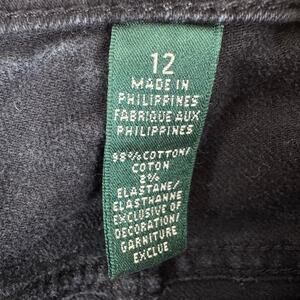 12
MADE IN
PHILIPPINES
FABRIQUE AUX
PHILIPPINES
98% COTTON/
COTON
2%
ELASTANE/
ELASTHANNE
EXCLUSIVE OF
DECORATION/
GARNITURE
EXCLUE